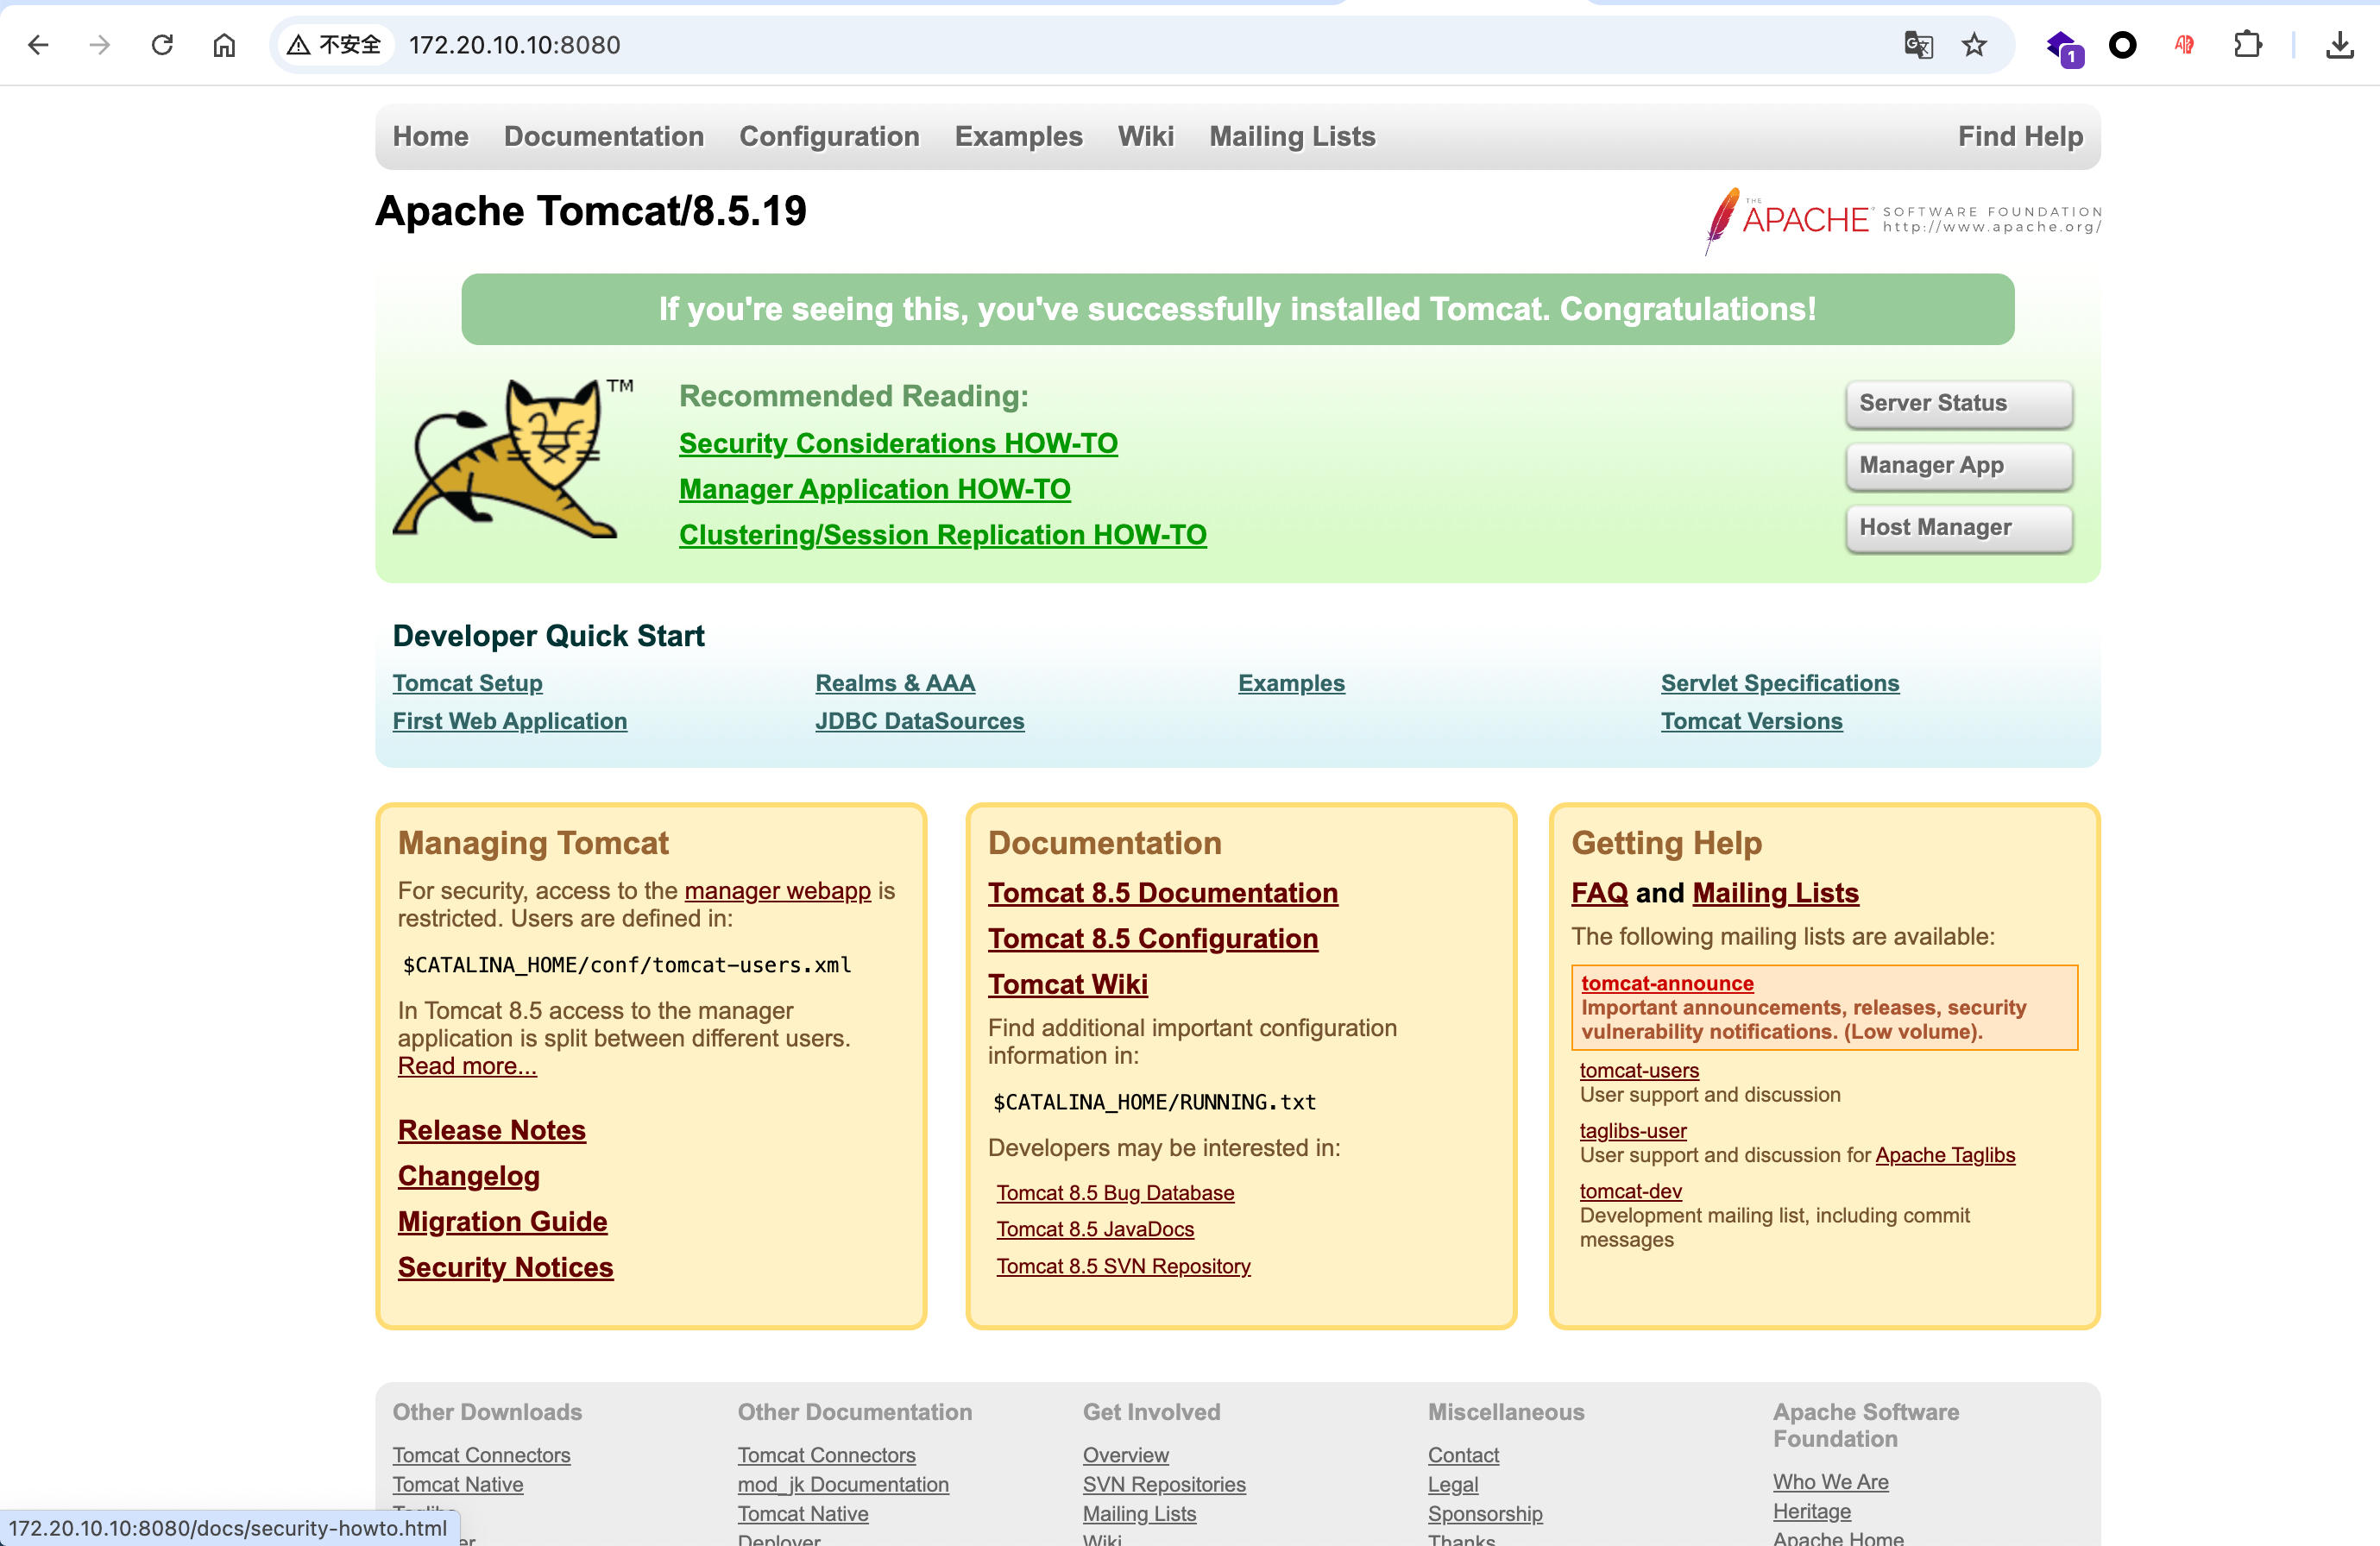 不安全
172.20.10.10:8080
1
Home Documentation Configuration Examples Wiki Mailing Lists Find Help
Apache Tomcat/8.5.19
THE APACHE® SOFTWARE FOUNDATION
http://www.apache.org/
If you're seeing this, you've successfully installed Tomcat. Congratulations!
TM
Recommended Reading:
Security Considerations HOW-TO
Manager Application HOW-TO
Clustering/Session Replication HOW-TO
Server Status
Manager App
Host Manager
Developer Quick Start
Tomcat Setup
First Web Application
Realms & AAA
JDBC DataSources
Examples
Servlet Specifications
Tomcat Versions
Managing Tomcat
For security, access to the manager webapp is
restricted. Users are defined in:
$CATALINA_HOME/conf/tomcat-users.xml
In Tomcat 8.5 access to the manager
application is split between different users.
Read more...
Release Notes
Changelog
Migration Guide
Security Notices
Documentation
Tomcat 8.5 Documentation
Tomcat 8.5 Configuration
Tomcat Wiki
Find additional important configuration
information in:
$CATALINA_HOME/RUNNING.txt
Developers may be interested in:
Tomcat 8.5 Bug Database
Tomcat 8.5 JavaDocs
Tomcat 8.5 SVN Repository
Getting Help
FAQ and Mailing Lists
The following mailing lists are available:
tomcat-announce
Important announcements, releases, security
vulnerability notifications. (Low volume).
tomcat-users
User support and discussion
taglibs-user
User support and discussion for Apache Taglibs
tomcat-dev
Development mailing list, including commit
messages
Other Downloads
Tomcat Connectors
Tomcat Native
Other Documentation
Tomcat Connectors
mod_jk Documentation
Tomcat Native
Deployer
Get Involved
Overview
SVN Repositories
Mailing Lists
Wiki
Miscellaneous
Contact
Legal
Sponsorship
Thanks
Apache Software
Foundation
Who We Are
Heritage
Apache Home
172.20.10.10:8080/docs/security-howto.html